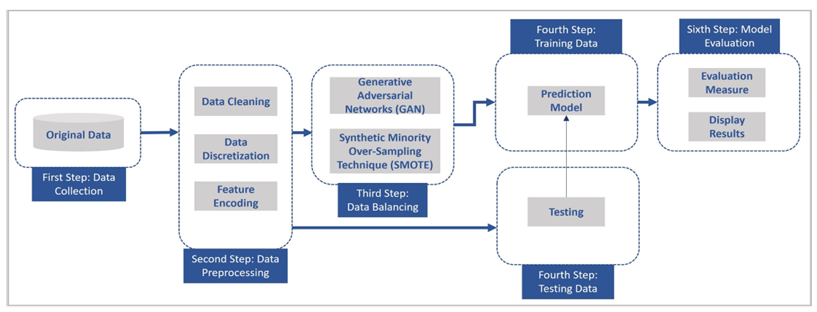 Original Data
First Step: Data
Collection
Data Cleaning
Data
Discretization
Feature
Encoding
Second Step: Data
Preprocessing
Generative
Adversarial
Networks (GAN)
Synthetic Minority
Over-Sampling
Technique (SMOTE)
Third Step:
Data Balancing
Fourth Step:
Training Data
Prediction
Model
Testing
Fourth Step:
Testing Data
Sixth Step: Model
Evaluation
Evaluation
Measure
Display
Results